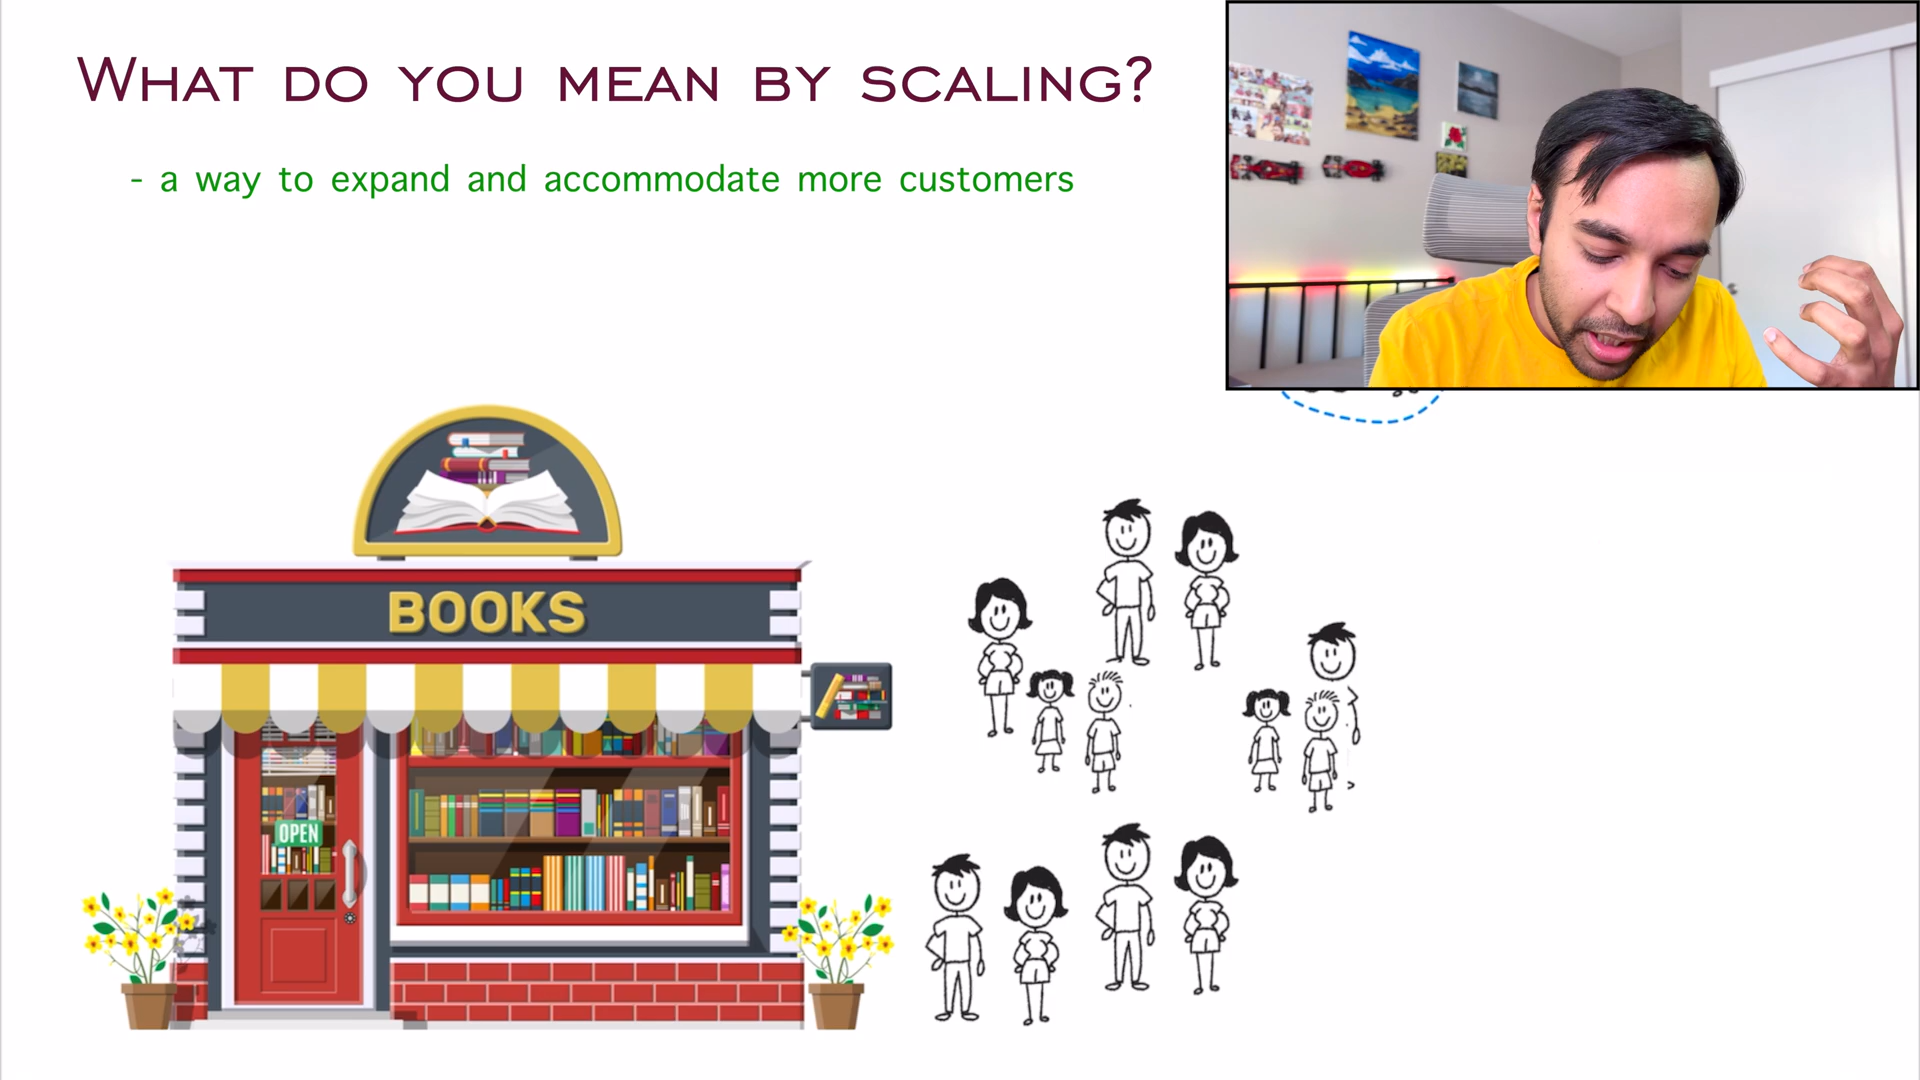 WHAT DO YOU MEAN BY SCALING?
- a way to expand and accommodate more customers
BOOKS
OPEN